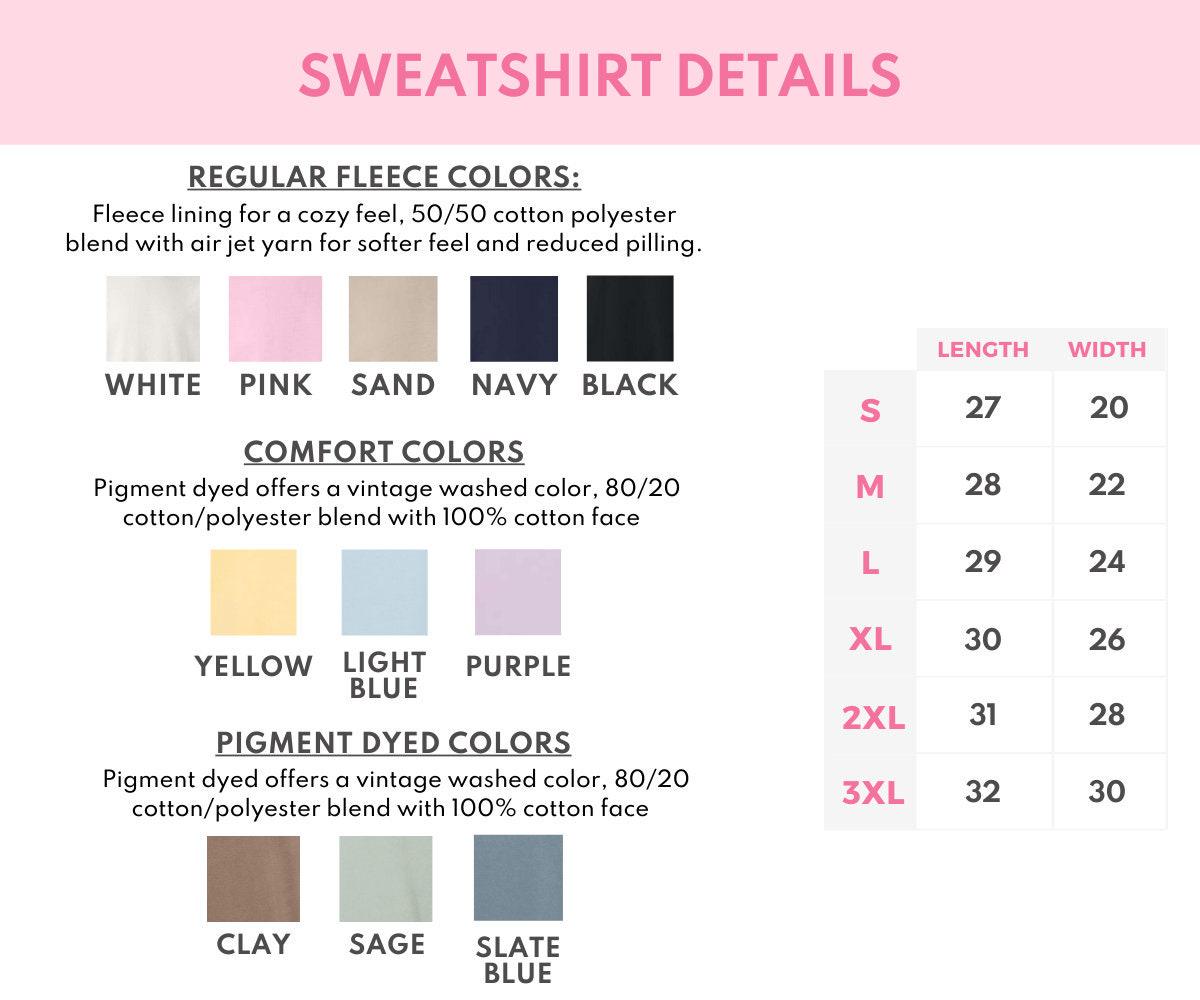 SWEATSHIRT DETAILS
REGULAR FLEECE COLORS:
Fleece lining for a cozy feel, 50/50 cotton polyester
blend with air jet yarn for softer feel and reduced pilling.
WHITE PINK SAND NAVY BLACK
COMFORT COLORS
Pigment dyed offers a vintage washed color, 80/20
cotton/polyester blend with 100% cotton face
YELLOW LIGHT BLUE PURPLE
PIGMENT DYED COLORS
Pigment dyed offers a vintage washed color, 80/20
cotton/polyester blend with 100% cotton face
CLAY SAGE SLATE BLUE
LENGTH WIDTH
S 27 20
M 28 22
L 29 24
XL 30 26
2XL 31 28
3XL 32 30